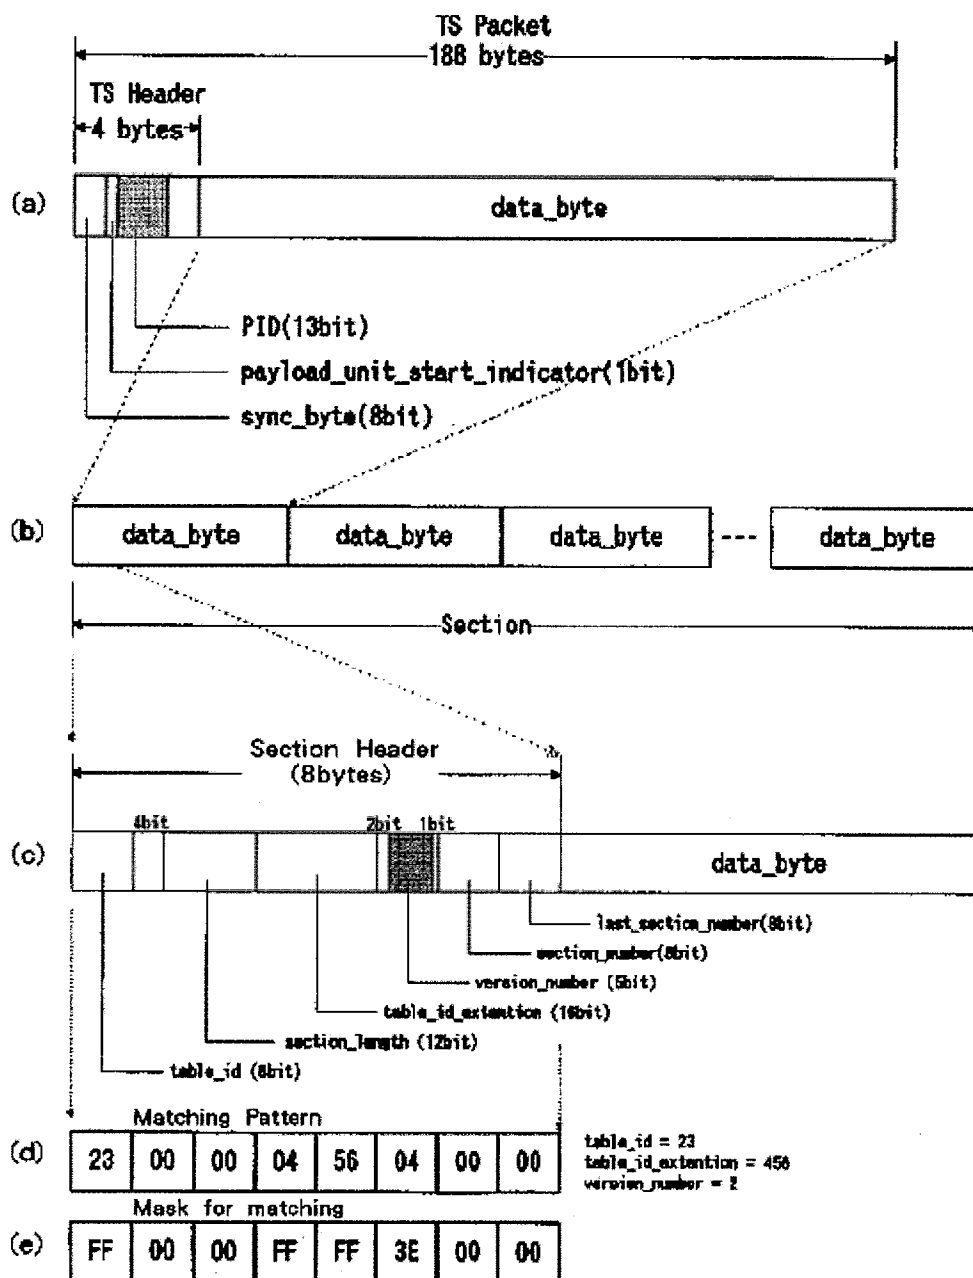 TS Packet
188 bytes
TS Header
4 bytes
(a)
data_byte
PID(13bit)
payload_unit_start_indicator(1bit)
sync_byte(8bit)
(b)
data_byte data_byte data_byte --- data_byte
Section
Section Header
(8bytes)
4bit 2bit 1bit
(c)
data_byte
last_section_number(8bit)
section_number(8bit)
version_number (5bit)
table_id_extention (16bit)
section_length (12bit)
table_id (8bit)
Matching Pattern
(d) 23 00 00 04 56 04 00 00
table_id = 23
table_id_extention = 456
version_number = 2
Mask for matching
(e) FF 00 00 FF FF 3E 00 00